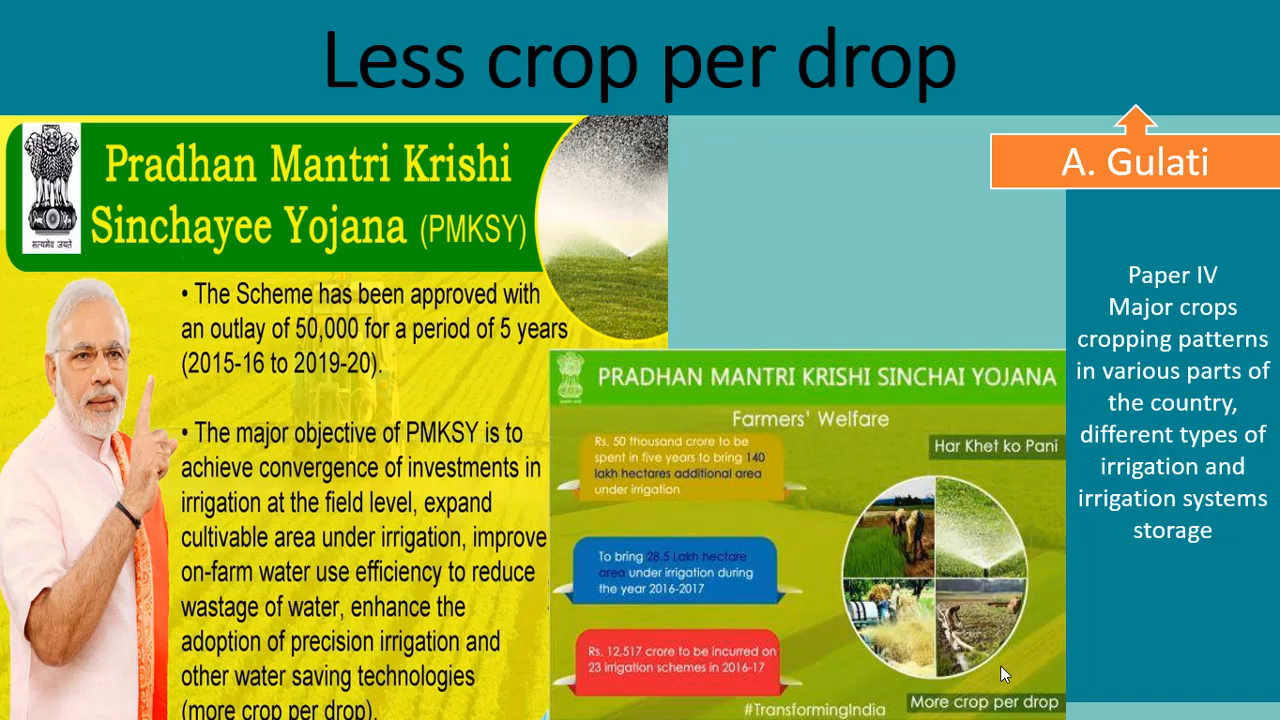 Less crop per drop
A. Gulati
Pradhan Mantri Krishi
Sinchayee Yojana (PMKSY)
सत्यमेव जयते
• The Scheme has been approved with
an outlay of 50,000 for a period of 5 years
(2015-16 to 2019-20).
• The major objective of PMKSY is to
achieve convergence of investments in
irrigation at the field level, expand
cultivable area under irrigation, improve
on-farm water use efficiency to reduce
wastage of water, enhance the
adoption of precision irrigation and
other water saving technologies
(more crop per drop).
PRADHAN MANTRI KRISHI SINCHAI YOJANA
Farmers' Welfare
Har Khet ko Pani
Rs. 50 thousand crore to be
spent in five years to bring 140
lakh hectares additional area
under irrigation
To bring 28.5 Lakh hectare
area under irrigation during
the year 2016-2017
Rs. 12,517 crore to be incurred on
23 irrigation schemes in 2016-17
More crop per drop
#TransformingIndia
Paper IV
Major crops
cropping patterns
in various parts of
the country,
different types of
irrigation and
irrigation systems
storage